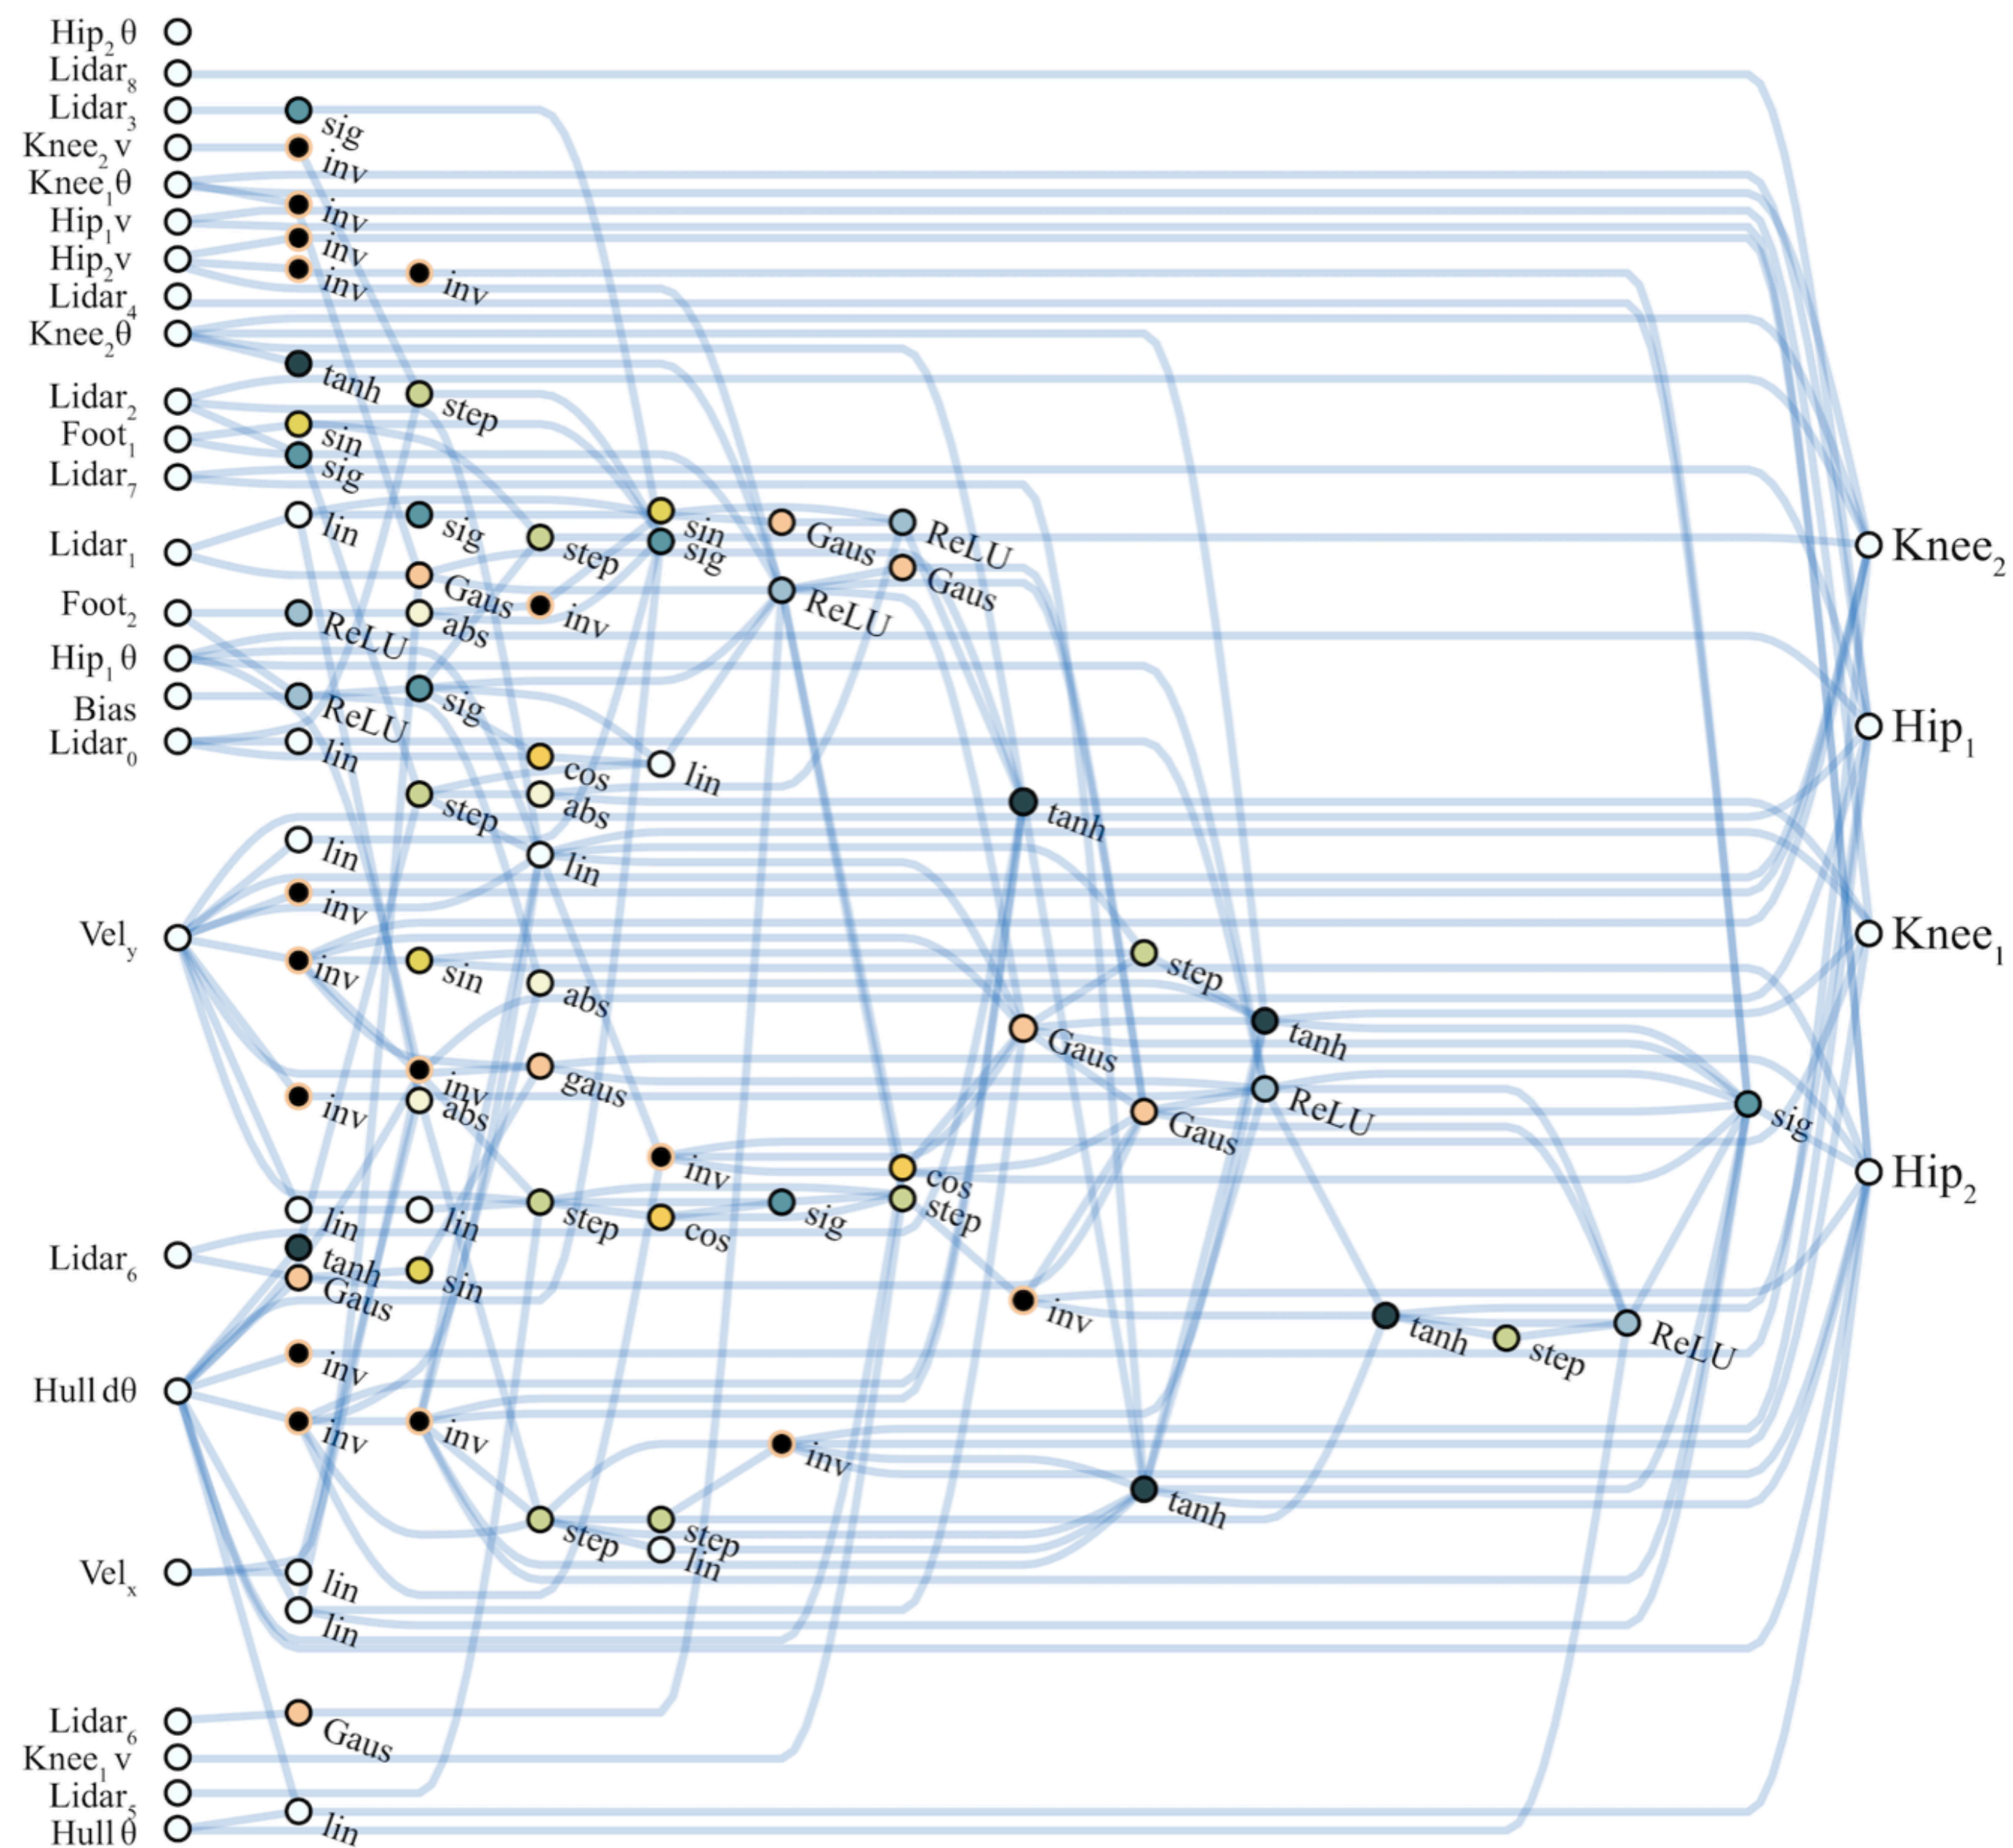 Hip₂ θ
Lidar₈
Lidar₃
Knee₂ v
Knee₁θ
Hip₁v
Hip₂v
Lidar₄
Knee₂θ
Lidar₂
Foot₁
Lidar₇
Lidar₁
Foot₂
Hip₁ θ
Bias
Lidar₀
Vel_y
Lidar₆
Hull dθ
Velₓ
Lidar₆
Knee₁ v
Lidar₅
Hull θ
sig
inv
inv
inv
inv
tanh
sin
sig
lin
ReLU
ReLU
lin
lin
inv
inv
inv
lin
tanh
Gaus
inv
inv
lin
lin
Gaus
lin
inv
step
sig
Gaus
abs
sig
step
sin
inv
abs
lin
sin
inv
step
inv
cos
abs
lin
abs
gaus
step
step
sin
sig
lin
inv
cos
step
lin
Gaus
ReLU
sig
inv
ReLU
Gaus
cos
step
tanh
Gaus
inv
step
Gaus
tanh
tanh
ReLU
tanh
step
ReLU
sig
Knee₂
Hip₁
Knee₁
Hip₂